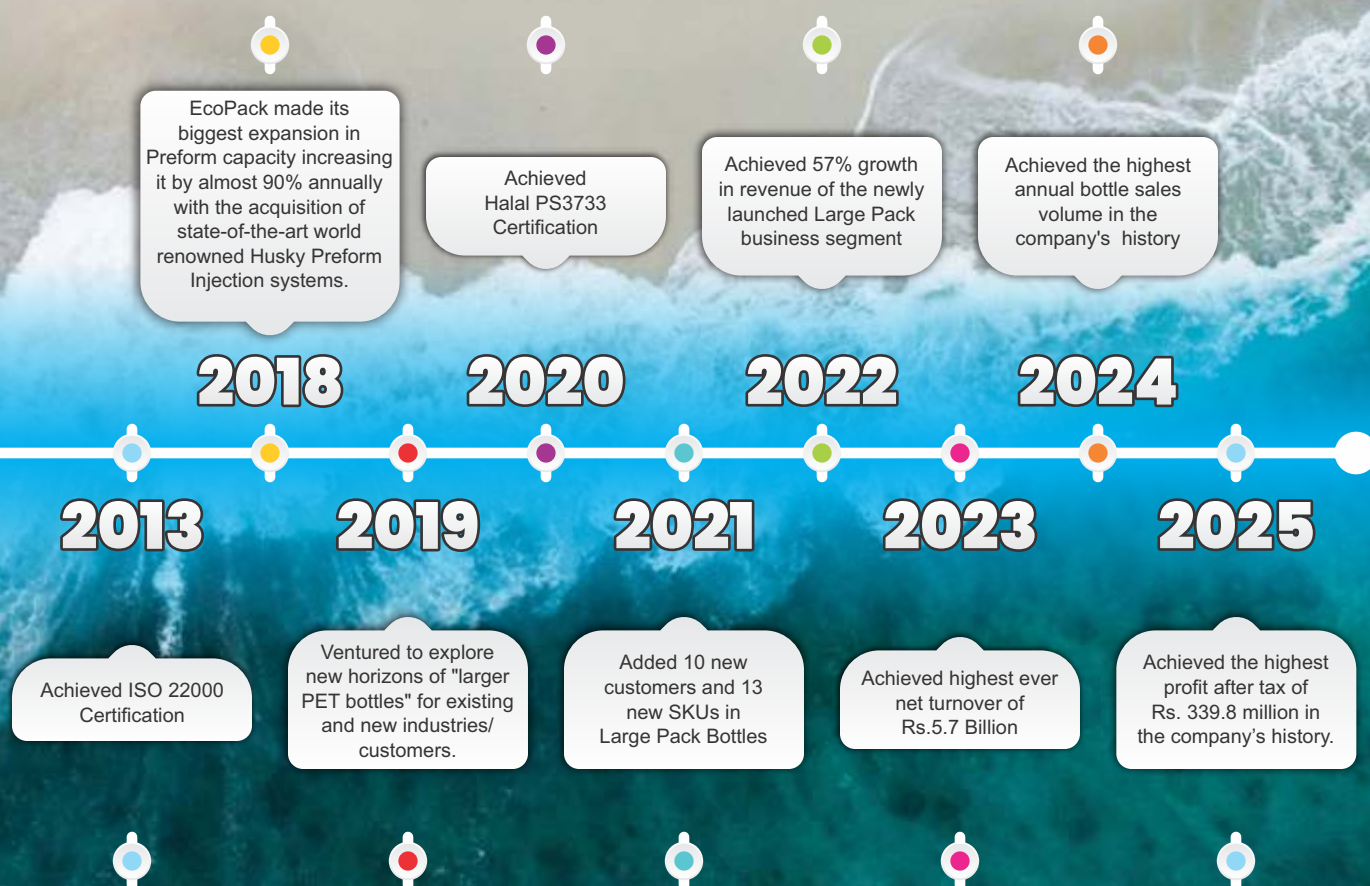 EcoPack made its
biggest expansion in
Preform capacity increasing
it by almost 90% annually
with the acquisition of
state-of-the-art world
renowned Husky Preform
Injection systems.
2018
Achieved
Halal PS3733
Certification
2020
Achieved 57% growth
in revenue of the newly
launched Large Pack
business segment
2022
Achieved the highest
annual bottle sales
volume in the
company's history
2024
2013
Achieved ISO 22000
Certification
2019
Ventured to explore
new horizons of "larger
PET bottles" for existing
and new industries/
customers.
2021
Added 10 new
customers and 13
new SKUs in
Large Pack Bottles
2023
Achieved highest ever
net turnover of
Rs.5.7 Billion
2025
Achieved the highest
profit after tax of
Rs. 339.8 million in
the company’s history.